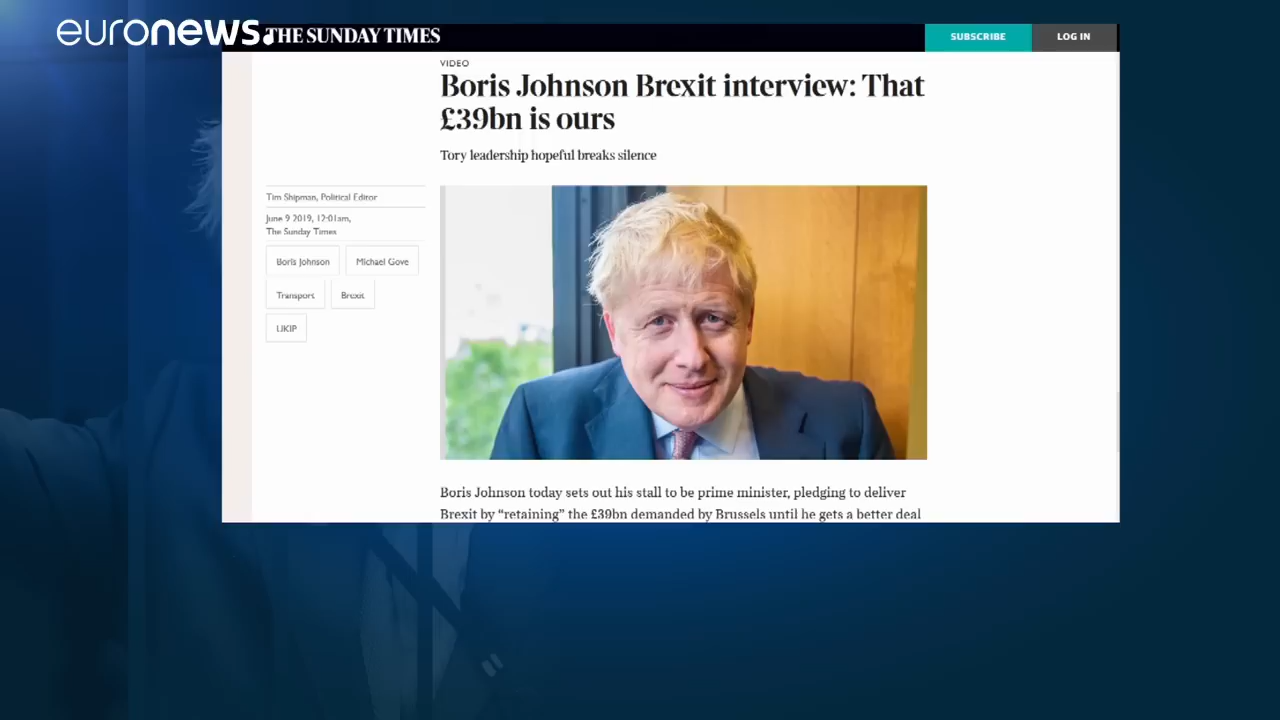 euronews.
THE SUNDAY TIMES
SUBSCRIBE
LOG IN
VIDEO
Boris Johnson Brexit interview: That
£39bn is ours
Tory leadership hopeful breaks silence
Tim Shipman, Political Editor
June 9 2019, 12:01am,
The Sunday Times
Boris Johnson
Michael Gove
Transport
Brexit
UKIP
Boris Johnson today sets out his stall to be prime minister, pledging to deliver
Brexit by “retaining” the £39bn demanded by Brussels until he gets a better deal